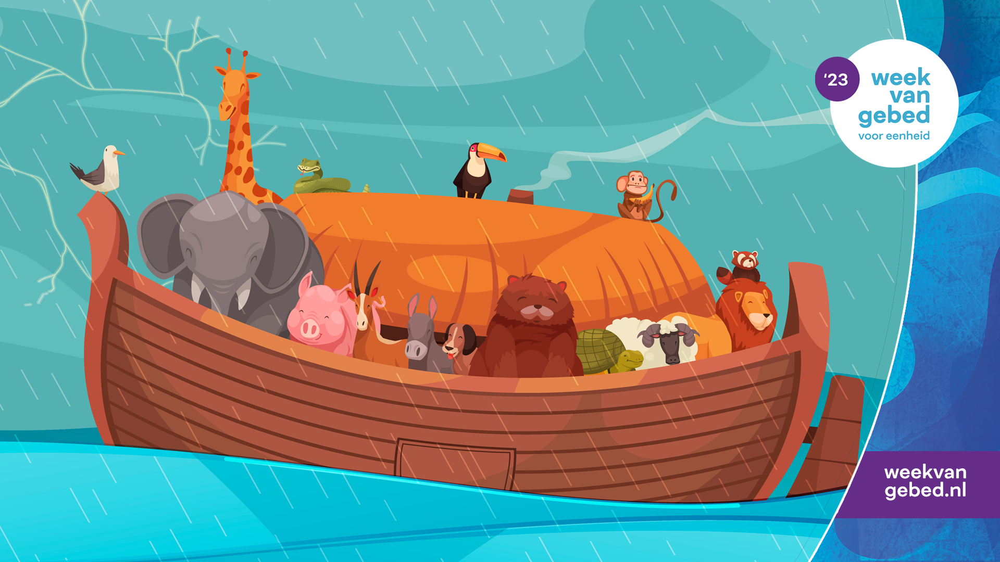 '23
week
van
gebed
voor eenheid
weekvan
gebed.nl